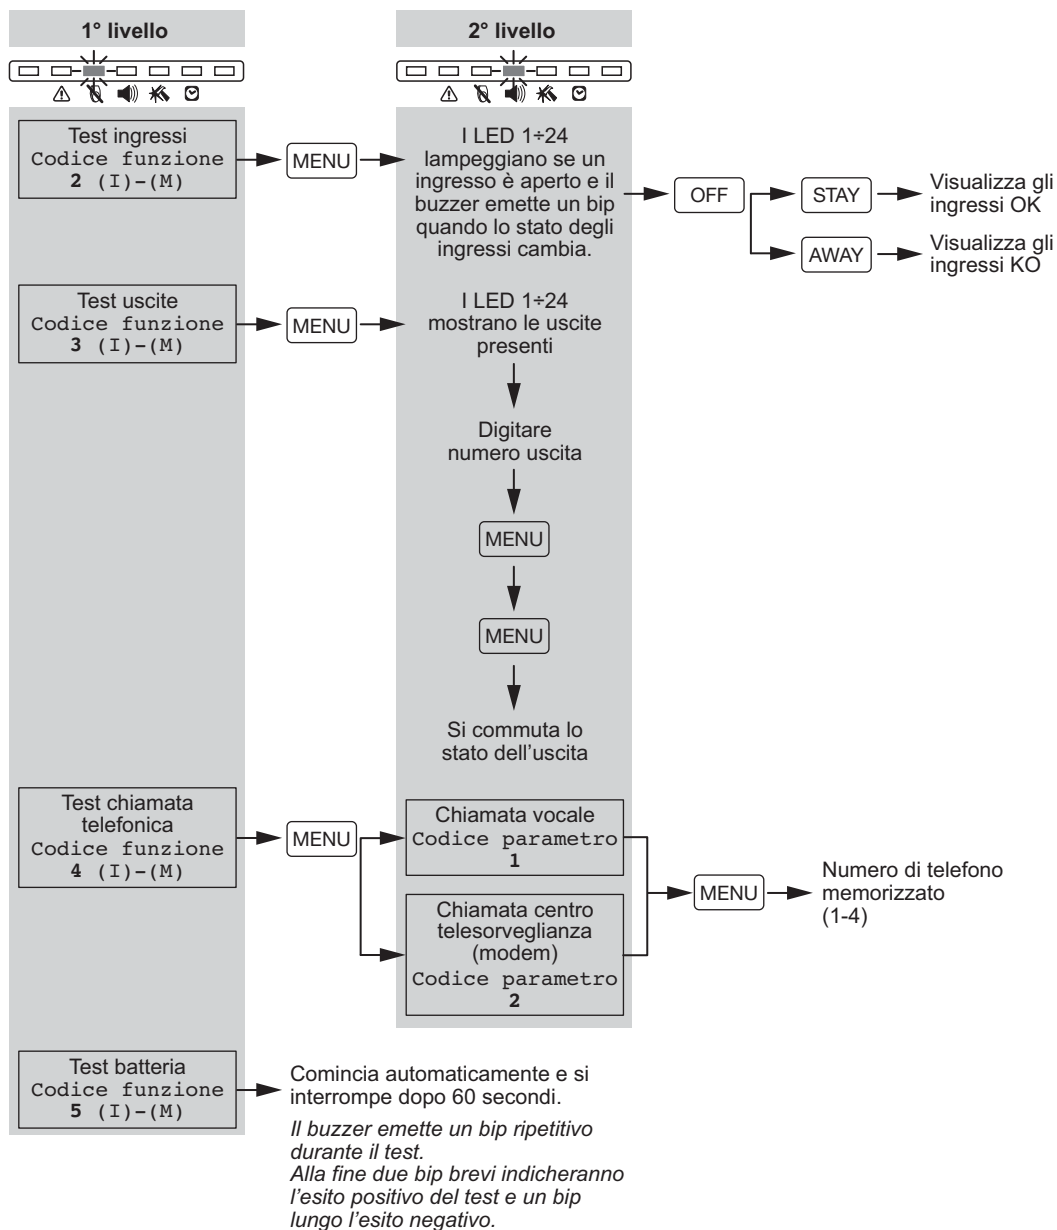 1° livello
2° livello
Test ingressi
Codice funzione
2 (I)–(M)
MENU
I LED 1÷24
lampeggiano se un
ingresso è aperto e il
buzzer emette un bip
quando lo stato degli
ingressi cambia.
OFF
STAY
Visualizza gli
ingressi OK
AWAY
Visualizza gli
ingressi KO
Test uscite
Codice funzione
3 (I)–(M)
MENU
I LED 1÷24
mostrano le uscite
presenti
Digitare
numero uscita
MENU
MENU
Si commuta lo
stato dell'uscita
Test chiamata
telefonica
Codice funzione
4 (I)–(M)
MENU
Chiamata vocale
Codice parametro
1
Chiamata centro
telesorveglianza
(modem)
Codice parametro
2
MENU
Numero di telefono
memorizzato
(1-4)
Test batteria
Codice funzione
5 (I)–(M)
Comincia automaticamente e si
interrompe dopo 60 secondi.
Il buzzer emette un bip ripetitivo
durante il test.
Alla fine due bip brevi indicheranno
l'esito positivo del test e un bip
lungo l'esito negativo.